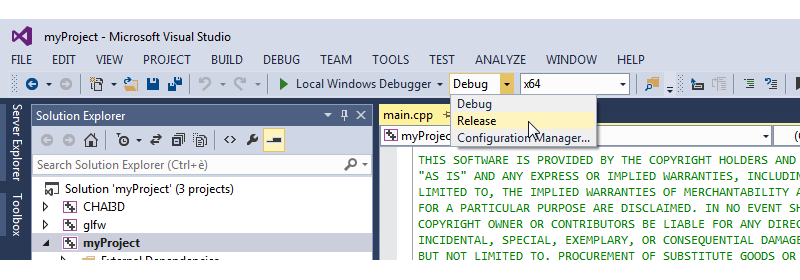 myProject - Microsoft Visual Studio
FILE EDIT VIEW PROJECT BUILD DEBUG TEAM TOOLS TEST ANALYZE WINDOW HELP
Local Windows Debugger Debug x64
Debug
Release
Configuration Manager...
Server Explorer
Toolbox
Solution Explorer
Search Solution Explorer (Ctrl+è)
Solution 'myProject' (3 projects)
CHAI3D
glfw
myProject
External Dependencies
main.cpp
myProjec
THIS SOFTWARE IS PROVIDED BY THE COPYRIGHT HOLDERS AND
"AS IS" AND ANY EXPRESS OR IMPLIED WARRANTIES, INCLUDIN
LIMITED TO, THE IMPLIED WARRANTIES OF MERCHANTABILITY A
FOR A PARTICULAR PURPOSE ARE DISCLAIMED. IN NO EVENT SH
COPYRIGHT OWNER OR CONTRIBUTORS BE LIABLE FOR ANY DIREC
INCIDENTAL, SPECIAL, EXEMPLARY, OR CONSEQUENTIAL DAMAGE
BUT NOT LIMITED TO, PROCUREMENT OF SUBSTITUTE GOODS OR